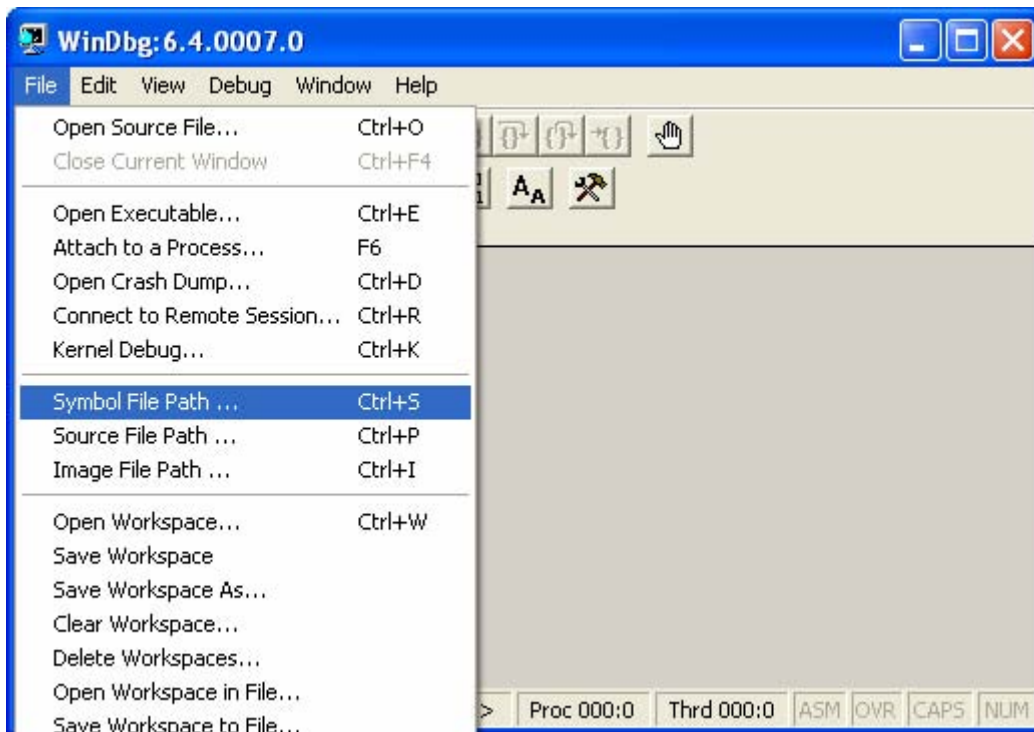 WinDbg:6.4.0007.0
File Edit View Debug Window Help
Open Source File... Ctrl+O
Close Current Window Ctrl+F4
Open Executable... Ctrl+E
Attach to a Process... F6
Open Crash Dump... Ctrl+D
Connect to Remote Session... Ctrl+R
Kernel Debug... Ctrl+K
Symbol File Path ... Ctrl+S
Source File Path ... Ctrl+P
Image File Path ... Ctrl+I
Open Workspace... Ctrl+W
Save Workspace
Save Workspace As...
Clear Workspace...
Delete Workspaces...
Open Workspace in File...
Save Workspace to File...
> Proc 000:0 Thrd 000:0 ASM OVR CAPS NUM